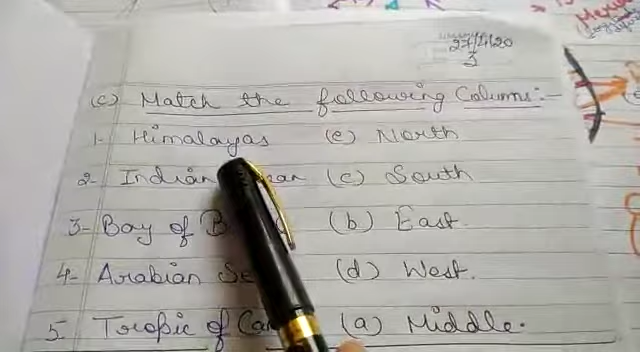 27/4/20
3
(c) Match the following Columns:-
1- Himalayas (e) North
2- Indian (c) South
3- Bay of B (b) East.
4- Arabian Se (d) West.
5. Tropic of Can (a) Middle.